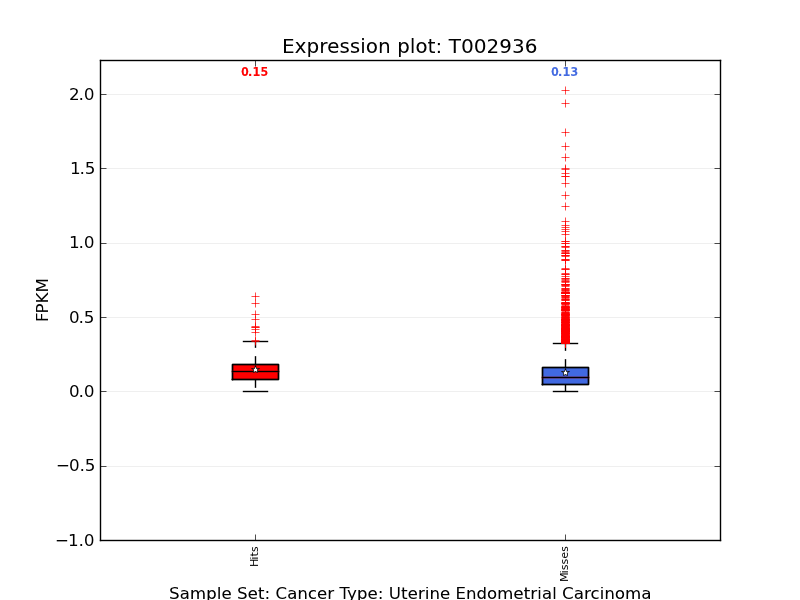 Expression plot: T002936
0.15 0.13
2.0
1.5
1.0
0.5
0.0
−0.5
−1.0
FPKM
Hits
Misses
Sample Set: Cancer Type: Uterine Endometrial Carcinoma